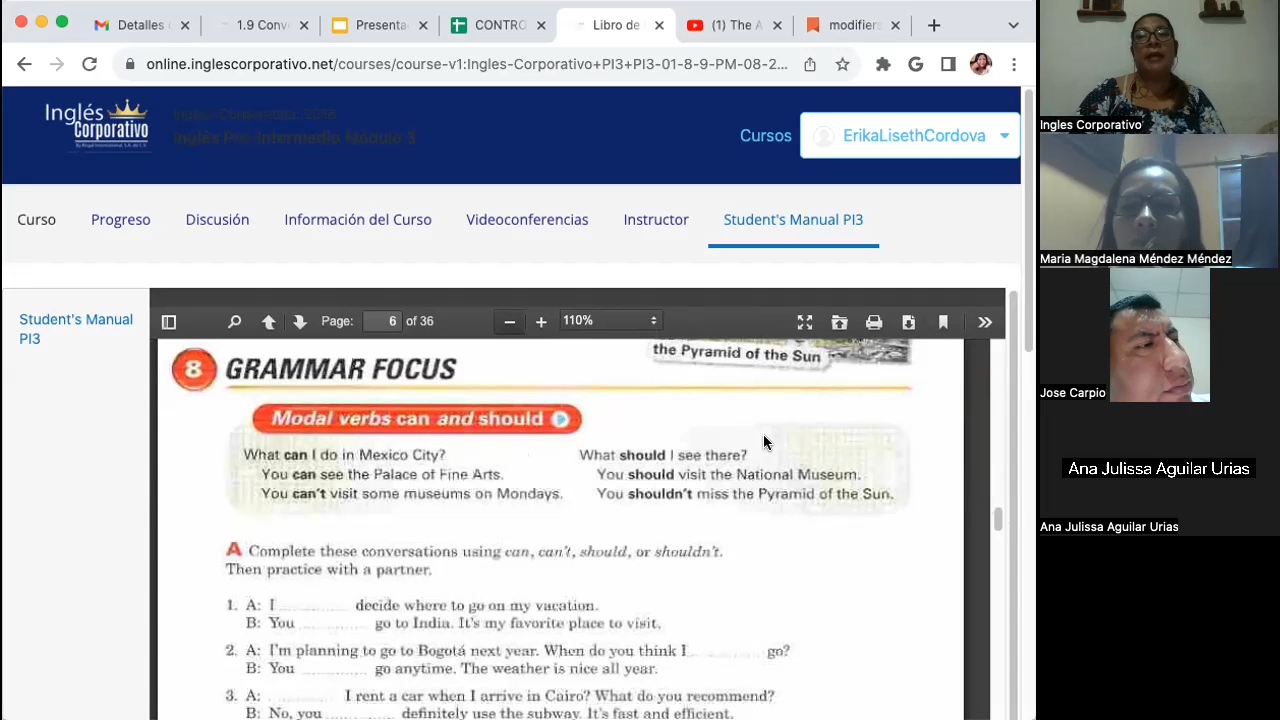 Detalles
1.9 Conv
Presenta
CONTRO
Libro de
(1) The A
modifiers
online.inglescorporativo.net/courses/course-v1:Ingles-Corporativo+PI3+PI3-01-8-9-PM-08-2...
Inglés
Corporativo
Ingles Corporativo: 2018
Inglés Pre-Intermedio Módulo 3
Cursos
ErikaLisethCordova
Curso
Progreso
Discusión
Información del Curso
Videoconferencias
Instructor
Student's Manual PI3
Student's Manual
PI3
Page: 6 of 36
110%
the Pyramid of the Sun
8 GRAMMAR FOCUS
Modal verbs can and should
What can I do in Mexico City?
You can see the Palace of Fine Arts.
You can't visit some museums on Mondays.
What should I see there?
You should visit the National Museum.
You shouldn't miss the Pyramid of the Sun.
A Complete these conversations using can, can't, should, or shouldn't.
Then practice with a partner.
1. A: I ............ decide where to go on my vacation.
B: You ............ go to India. It's my favorite place to visit.
2. A: I'm planning to go to Bogotá next year. When do you think I ............ go?
B: You ............ go anytime. The weather is nice all year.
3. A: ............ I rent a car when I arrive in Cairo? What do you recommend?
B: No, you ............ definitely use the subway. It's fast and efficient.
Ingles Corporativo
Maria Magdalena Méndez Méndez
Jose Carpio
Ana Julissa Aguilar Urias
Ana Julissa Aguilar Urias